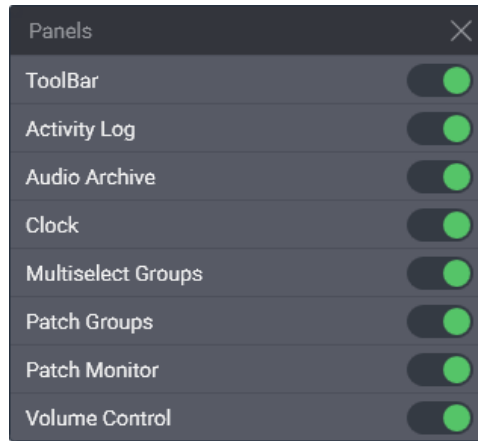 Panels
ToolBar
Activity Log
Audio Archive
Clock
Multiselect Groups
Patch Groups
Patch Monitor
Volume Control